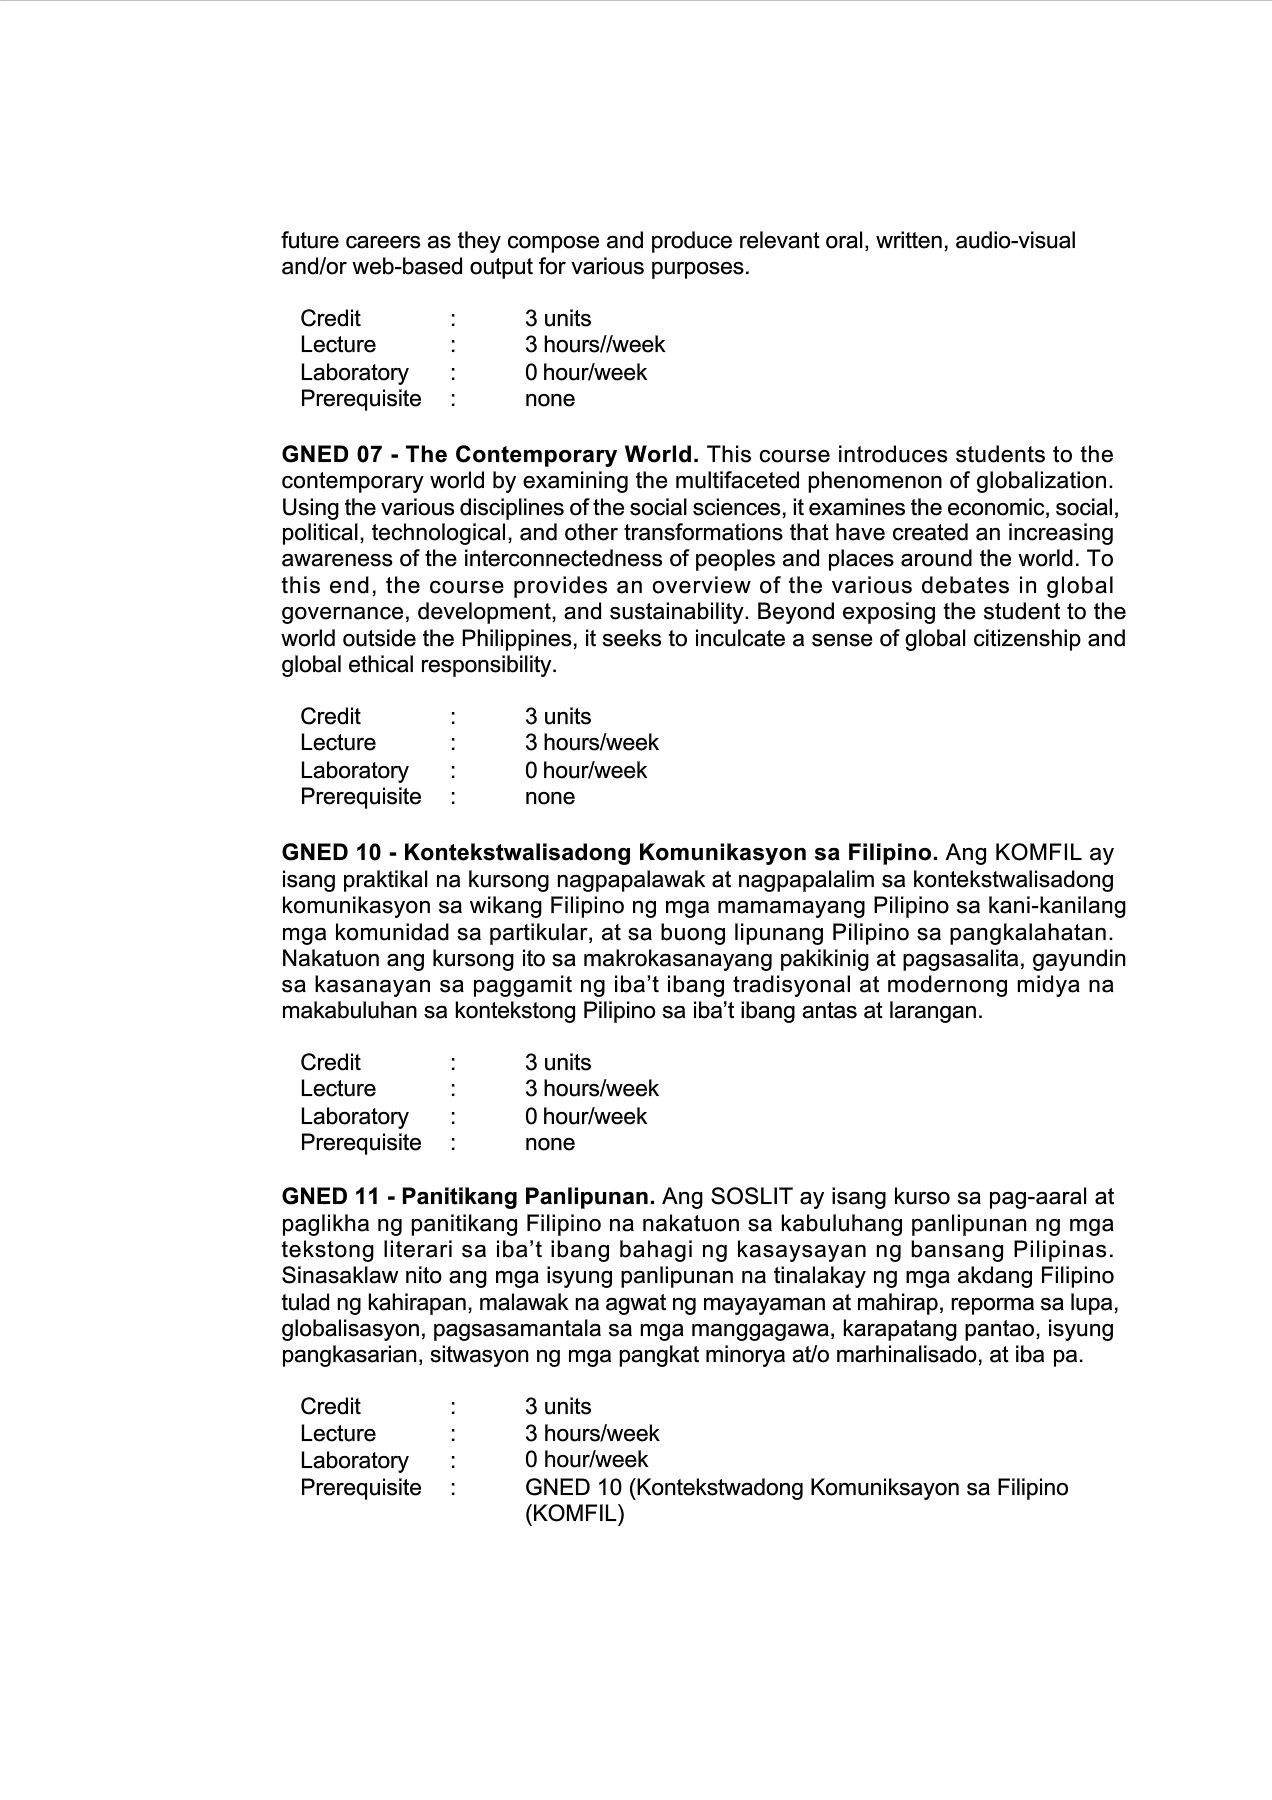 future careers as they compose and produce relevant oral, written, audio-visual
and/or web-based output for various purposes.
Credit : 3 units
Lecture : 3 hours//week
Laboratory : 0 hour/week
Prerequisite : none
GNED 07 - The Contemporary World. This course introduces students to the
contemporary world by examining the multifaceted phenomenon of globalization.
Using the various disciplines of the social sciences, it examines the economic, social,
political, technological, and other transformations that have created an increasing
awareness of the interconnectedness of peoples and places around the world. To
this end, the course provides an overview of the various debates in global
governance, development, and sustainability. Beyond exposing the student to the
world outside the Philippines, it seeks to inculcate a sense of global citizenship and
global ethical responsibility.
Credit : 3 units
Lecture : 3 hours/week
Laboratory : 0 hour/week
Prerequisite : none
GNED 10 - Kontekstwalisadong Komunikasyon sa Filipino. Ang KOMFIL ay
isang praktikal na kursong nagpapalawak at nagpapalalim sa kontekstwalisadong
komunikasyon sa wikang Filipino ng mga mamamayang Pilipino sa kani-kanilang
mga komunidad sa partikular, at sa buong lipunang Pilipino sa pangkalahatan.
Nakatuon ang kursong ito sa makrokasanayang pakikinig at pagsasalita, gayundin
sa kasanayan sa paggamit ng iba’t ibang tradisyonal at modernong midya na
makabuluhan sa kontekstong Pilipino sa iba’t ibang antas at larangan.
Credit : 3 units
Lecture : 3 hours/week
Laboratory : 0 hour/week
Prerequisite : none
GNED 11 - Panitikang Panlipunan. Ang SOSLIT ay isang kurso sa pag-aaral at
paglikha ng panitikang Filipino na nakatuon sa kabuluhang panlipunan ng mga
tekstong literari sa iba’t ibang bahagi ng kasaysayan ng bansang Pilipinas.
Sinasaklaw nito ang mga isyung panlipunan na tinalakay ng mga akdang Filipino
tulad ng kahirapan, malawak na agwat ng mayayaman at mahirap, reporma sa lupa,
globalisasyon, pagsasamantala sa mga manggagawa, karapatang pantao, isyung
pangkasarian, sitwasyon ng mga pangkat minorya at/o marhinalisado, at iba pa.
Credit : 3 units
Lecture : 3 hours/week
Laboratory : 0 hour/week
Prerequisite : GNED 10 (Kontekstwadong Komuniksayon sa Filipino
(KOMFIL)